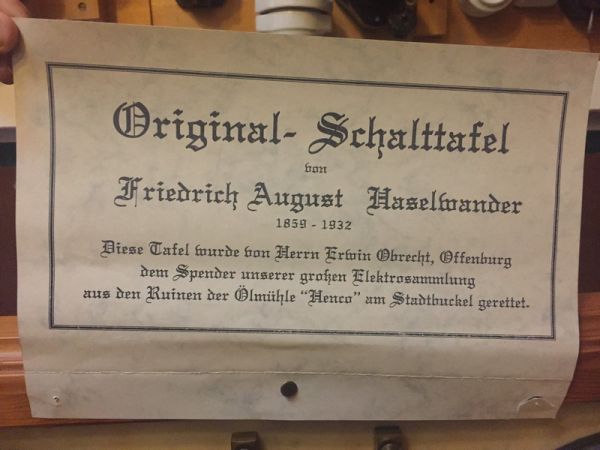 Original- Schalttafel
von
Friedrich August Haselwander
1859 - 1932
Diese Tafel wurde von Herrn Erwin Obrecht, Offenburg
dem Spender unserer großen Elektrosammlung
aus den Ruinen der Ölmühle "Henco" am Stadtbuckel gerettet.